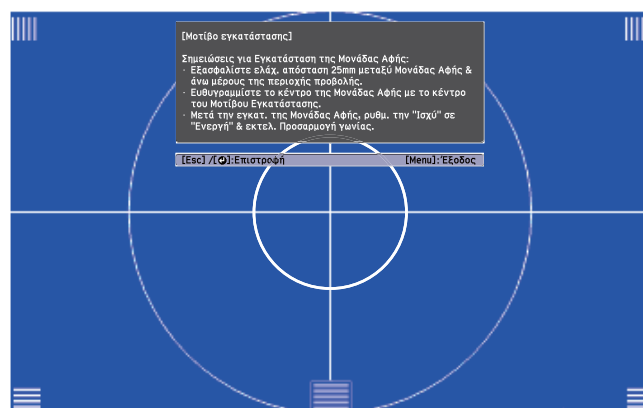 [Μοτίβο εγκατάστασης]
Σημειώσεις για Εγκατάσταση της Μονάδας Αφής:
· Εξασφαλίστε ελάχ. απόσταση 25mm μεταξύ Μονάδας Αφής &
άνω μέρους της περιοχής προβολής.
· Ευθυγραμμίστε το κέντρο της Μονάδας Αφής με το κέντρο
του Μοτίβου Εγκατάστασης.
· Μετά την εγκατ. της Μονάδας Αφής, ρυθμ. την "Ισχύ" σε
"Ενεργή" & εκτελ. Προσαρμογή γωνίας.
[Esc] /[↵]:Επιστροφή [Menu]:Έξοδος